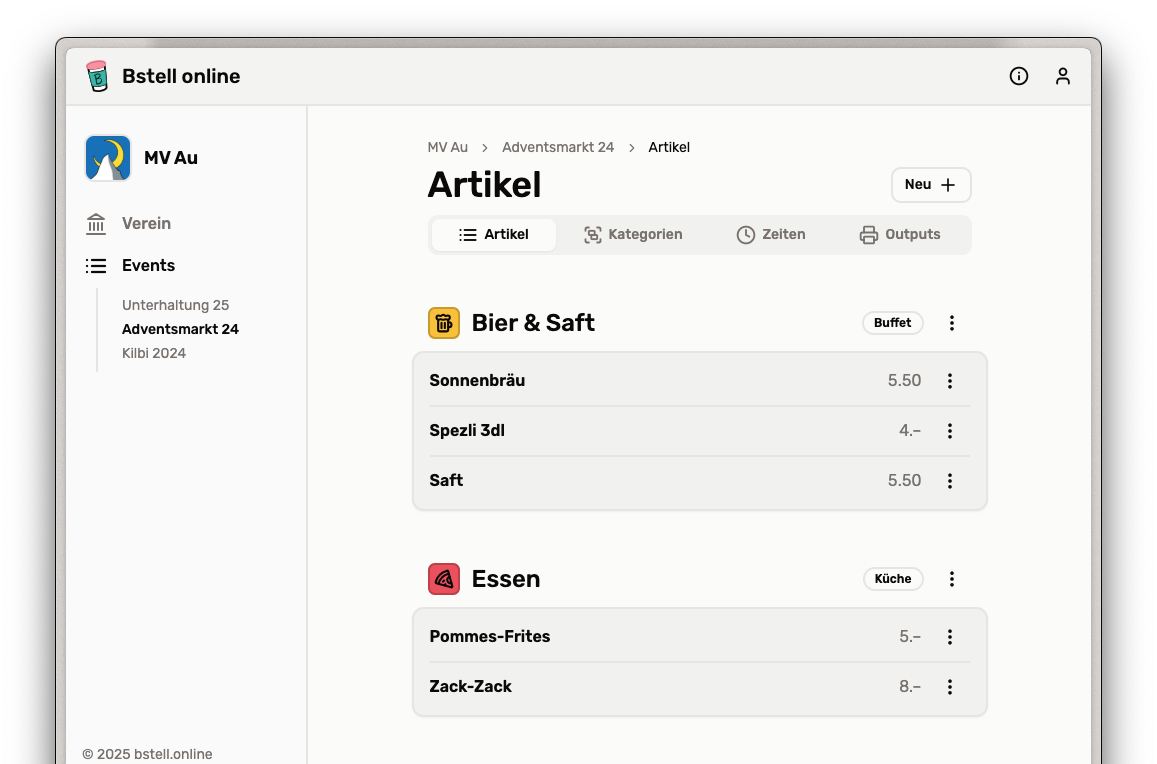 Bstell online
MV Au
Verein
Events
Unterhaltung 25
Adventsmarkt 24
Kilbi 2024
© 2025 bstell.online
MV Au > Adventsmarkt 24 > Artikel
Artikel
Neu +
Artikel Kategorien Zeiten Outputs
Bier & Saft Buffet
Sonnenbräu 5.50
Spezli 3dl 4.–
Saft 5.50
Essen Küche
Pommes-Frites 5.–
Zack-Zack 8.–